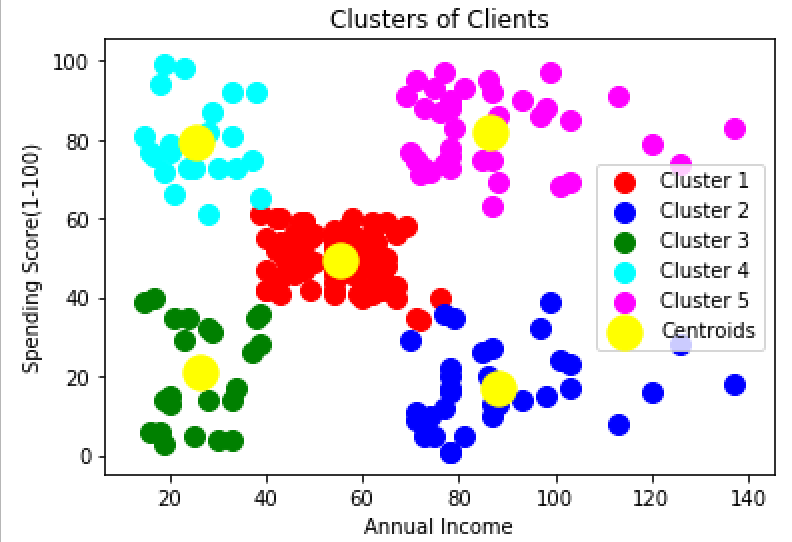 Clusters of Clients
Spending Score(1-100)
100
80
60
40
20
0
20 40 60 80 100 120 140
Annual Income
Cluster 1
Cluster 2
Cluster 3
Cluster 4
Cluster 5
Centroids